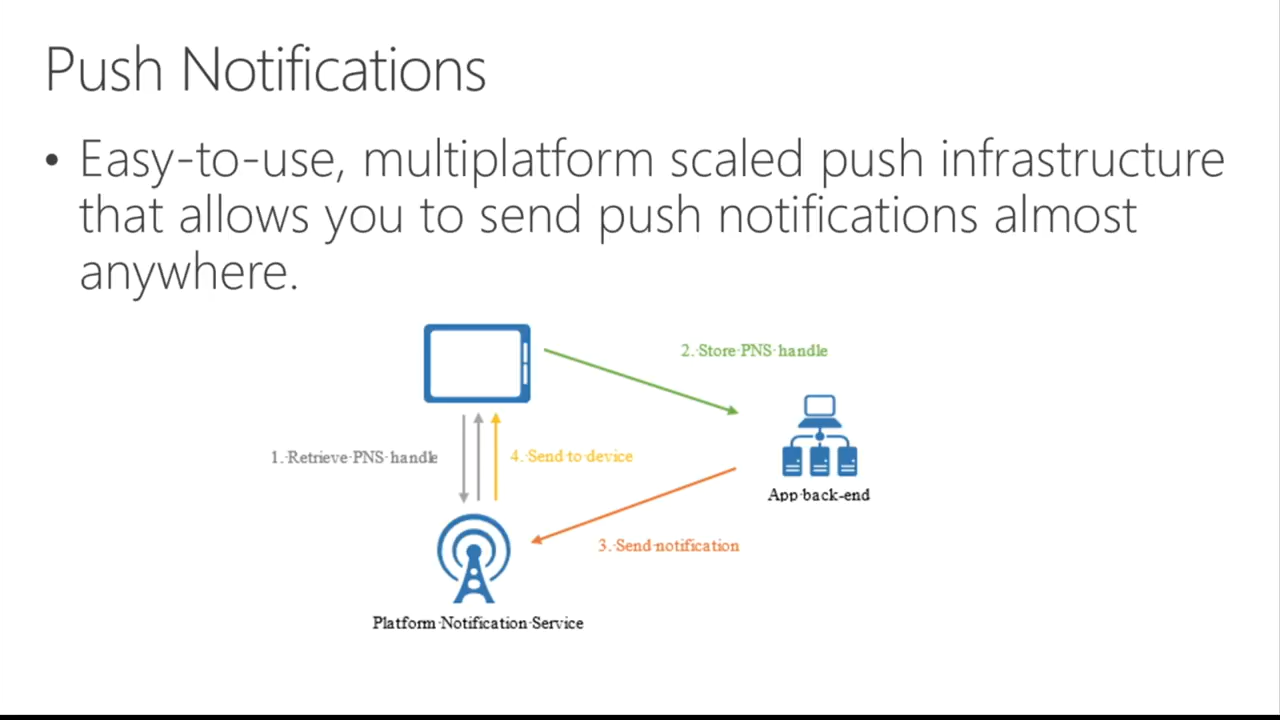 Push Notifications
• Easy-to-use, multiplatform scaled push infrastructure
that allows you to send push notifications almost
anywhere.
2. Store PNS handle
1. Retrieve PNS handle
4. Send to device
App back-end
3. Send notification
Platform Notification Service